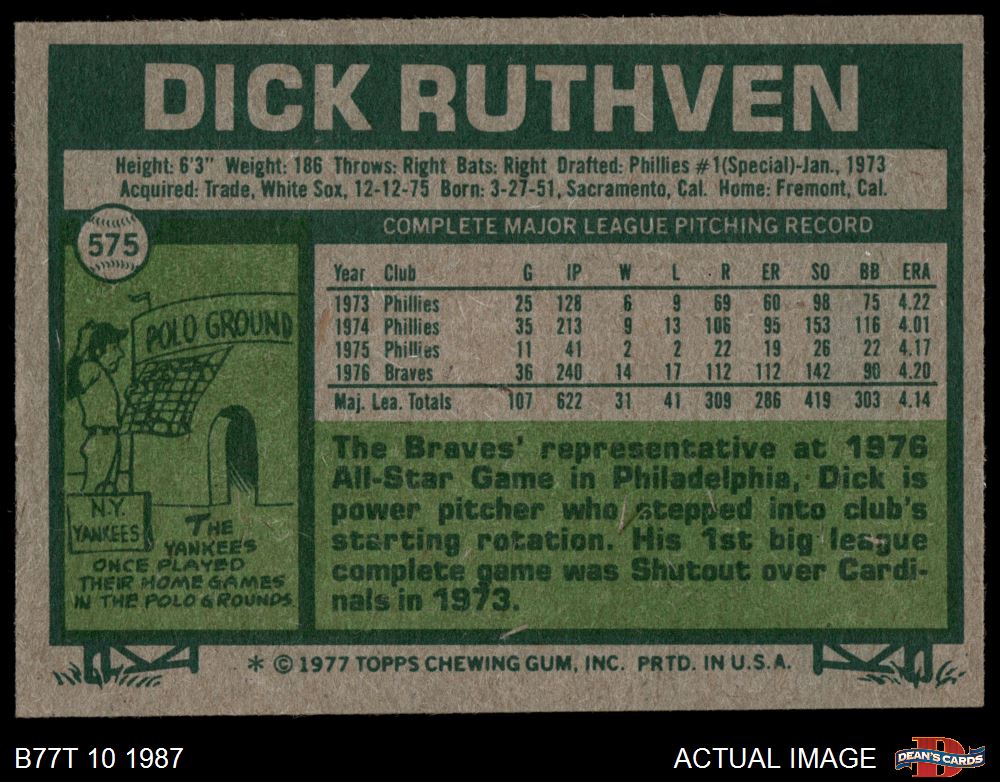 DICK RUTHVEN
Height: 6'3" Weight: 186 Throws: Right Bats: Right Drafted: Phillies #1(Special)-Jan., 1973
Acquired: Trade, White Sox, 12-12-75 Born: 3-27-51, Sacramento, Cal. Home: Fremont, Cal.
575
POLO GROUND
N.Y.
YANKEES
THE
YANKEES
ONCE PLAYED
THEIR HOME GAMES
IN THE POLO GROUNDS.
COMPLETE MAJOR LEAGUE PITCHING RECORD
Year Club G IP W L R ER SO BB ERA
1973 Phillies 25 128 6 9 69 60 98 75 4.22
1974 Phillies 35 213 9 13 106 95 153 116 4.01
1975 Phillies 11 41 2 2 22 19 26 22 4.17
1976 Braves 36 240 14 17 112 112 142 90 4.20
Maj. Lea. Totals 107 622 31 41 309 286 419 303 4.14
The Braves' representative at 1976
All-Star Game in Philadelphia, Dick is
power pitcher who stepped into club's
starting rotation. His 1st big league
complete game was Shutout over Cardi-
nals in 1973.
* © 1977 TOPPS CHEWING GUM, INC. PRTD. IN U.S.A.
B77T 10 1987
ACTUAL IMAGE
D
DEAN'S CARDS